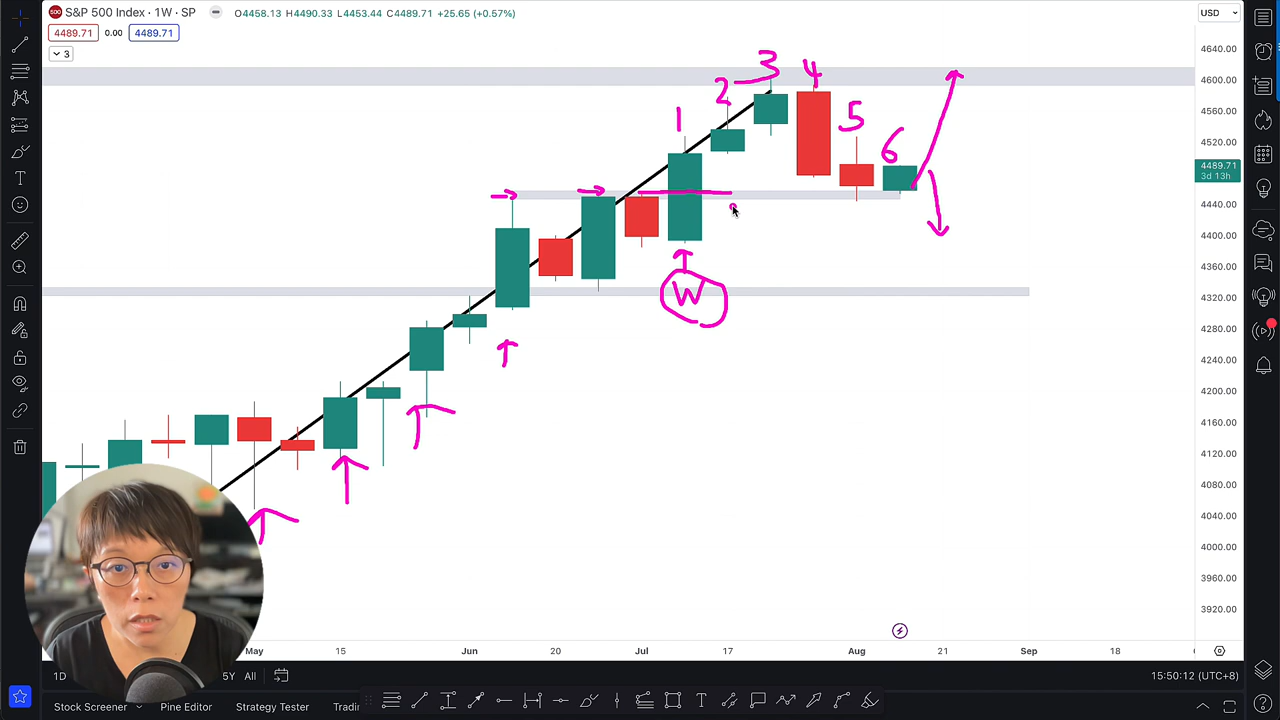 500 S&P 500 Index · 1W · SP
O4458.13 H4490.33 L4453.44 C4489.71 +25.65 (+0.57%)
USD
4489.71 0.00 4489.71
3
4640.00
4600.00
4560.00
4520.00
4489.71
3d 13h
4440.00
4400.00
4360.00
4320.00
4280.00
4240.00
4200.00
4160.00
4120.00
4080.00
4040.00
4000.00
3960.00
3920.00
1
2
3
4
5
6
W
May 15 Jun 20 Jul 17 Aug 21 Sep 18
1D 5Y All
15:50:12 (UTC+8)
Stock Screener Pine Editor Strategy Tester Tradi